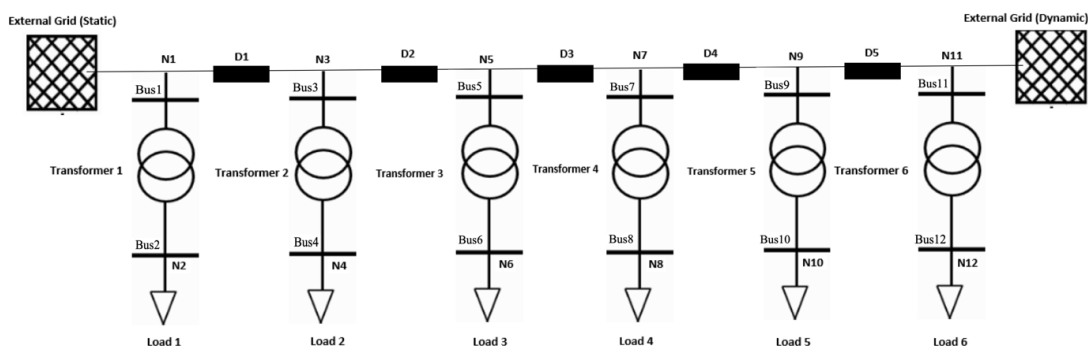 External Grid (Static)
External Grid (Dynamic)
N1
D1
N3
D2
N5
D3
N7
D4
N9
D5
N11
Bus1
Bus3
Bus5
Bus7
Bus9
Bus11
Transformer 1
Transformer 2
Transformer 3
Transformer 4
Transformer 5
Transformer 6
Bus2
Bus4
Bus6
Bus8
Bus10
Bus12
N2
N4
N6
N8
N10
N12
Load 1
Load 2
Load 3
Load 4
Load 5
Load 6